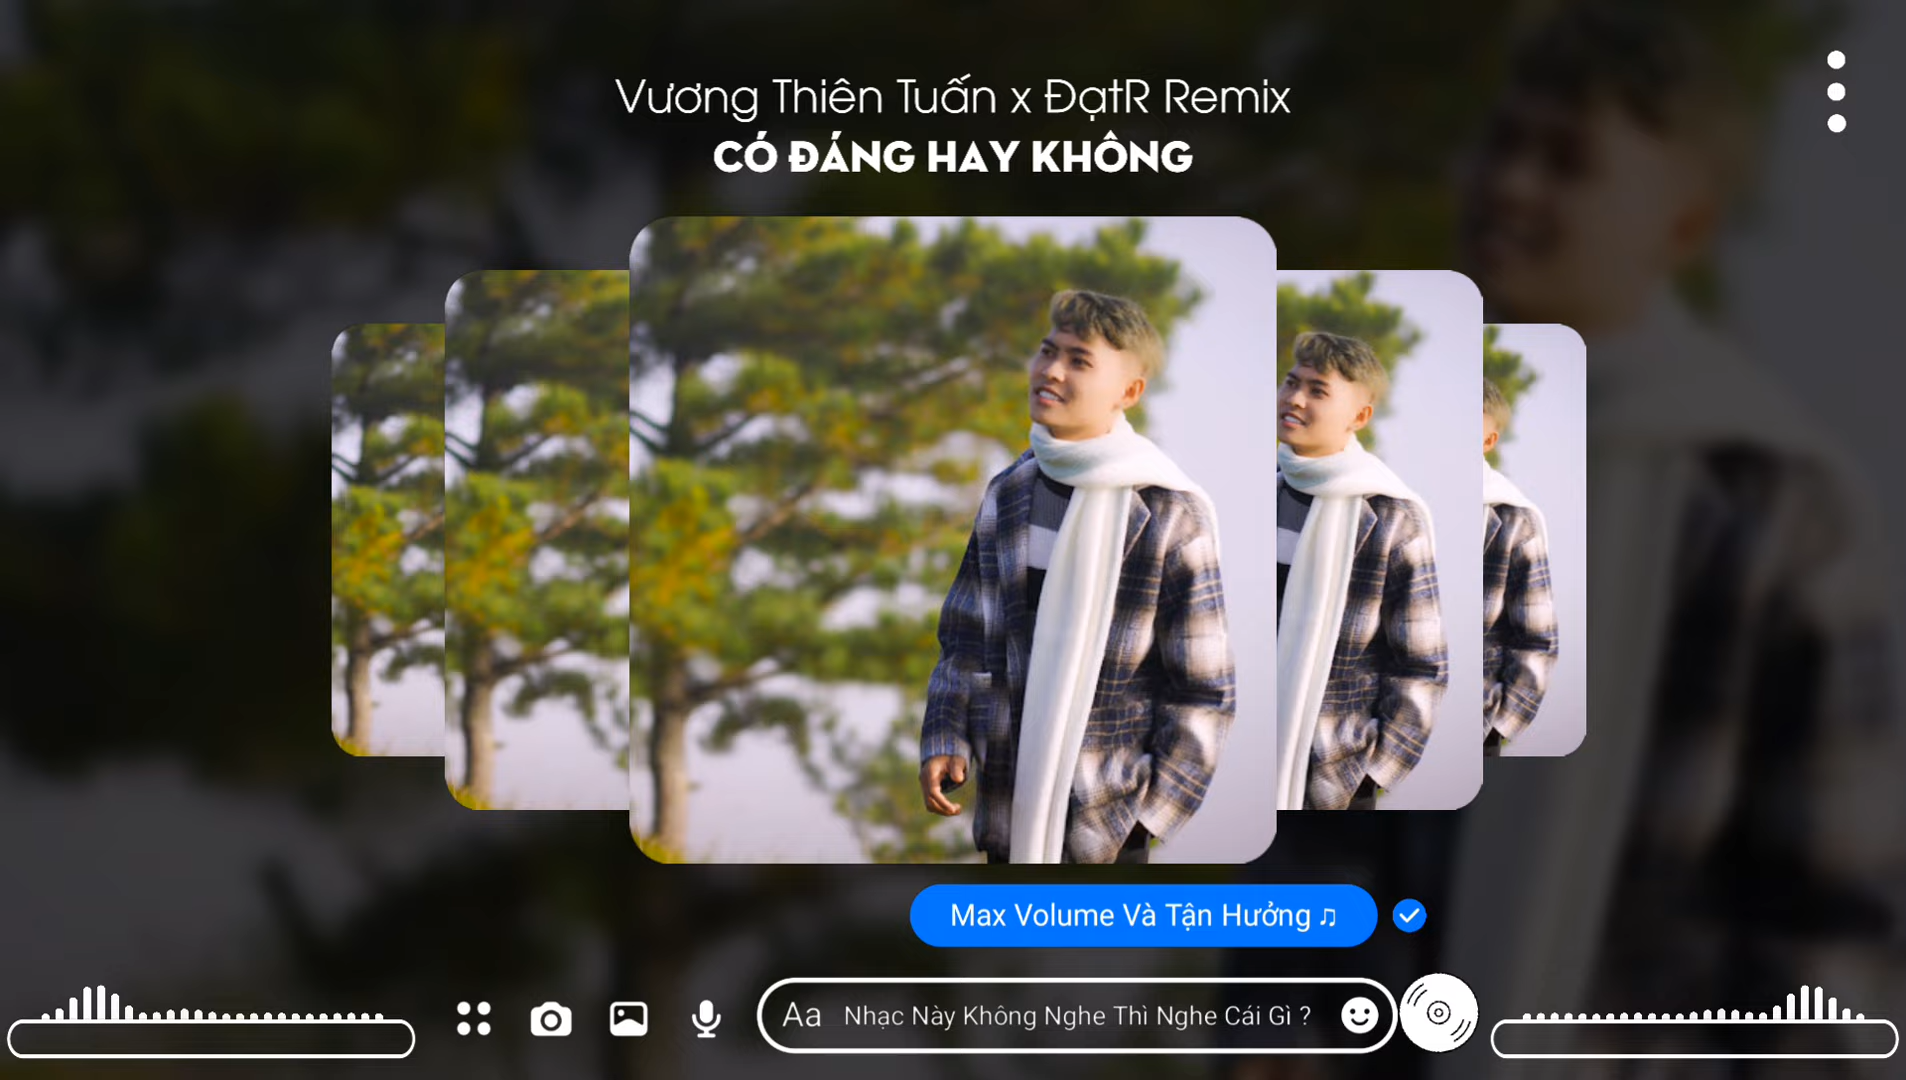 Vương Thiên Tuấn x ĐạtR Remix
CÓ ĐÁNG HAY KHÔNG
Max Volume Và Tận Hưởng ♫
Aa Nhạc Này Không Nghe Thì Nghe Cái Gì ?